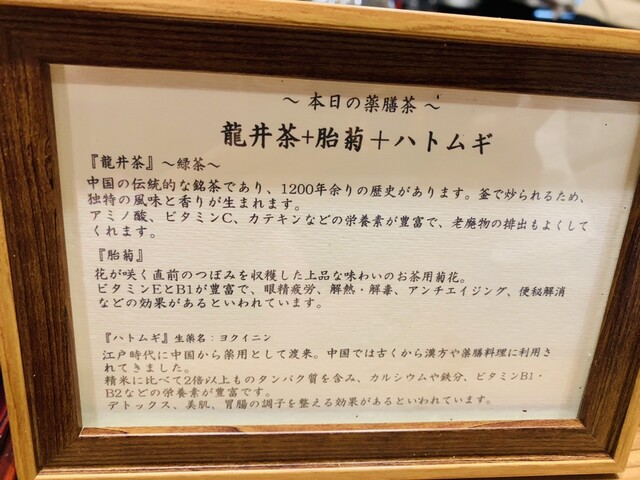 ～本日の薬膳茶～
龍井茶+胎菊＋ハトムギ
『龍井茶』～緑茶～
中国の伝統的な銘茶であり、1200年余りの歴史があります。釜で炒られるため、
独特の風味と香りが生まれます。
アミノ酸、ビタミンC、カテキンなどの栄養素が豊富で、老廃物の排出もよくして
くれます。
『胎菊』
花が咲く直前のつぼみを収穫した上品な味わいのお茶用菊花。
ビタミンEとB1が豊富で、眼精疲労、解熱・解毒、アンチエイジング、便秘解消
などの効果があるといわれています。
『ハトムギ』生薬名：ヨクイニン
江戸時代に中国から薬用として渡来。中国では古くから漢方や薬膳料理に利用さ
れてきました。
精米に比べて2倍以上ものタンパク質を含み、カルシウムや鉄分、ビタミンB1・
B2などの栄養素が豊富です。
デトックス、美肌、胃腸の調子を整える効果があるといわれています。